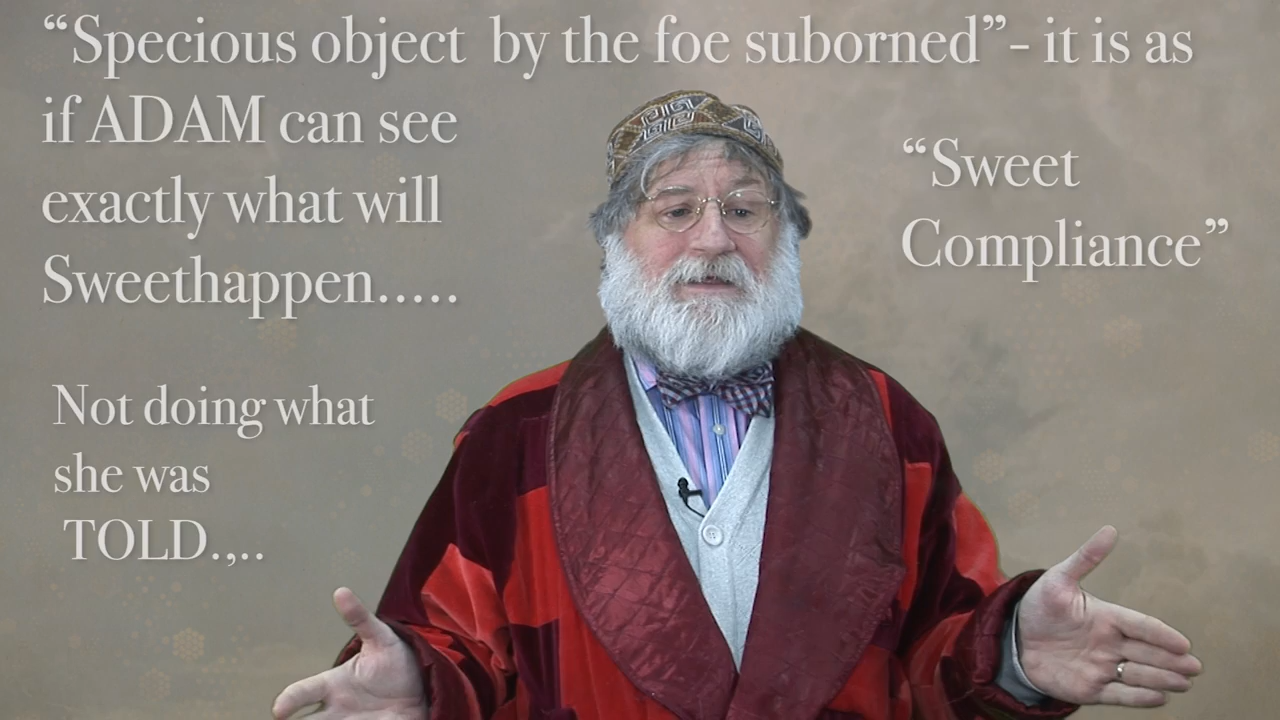 “Specious object by the foe suborned”- it is as
if ADAM can see
exactly what will
Sweethappen.....
“Sweet
Compliance”
Not doing what
she was
TOLD.,..